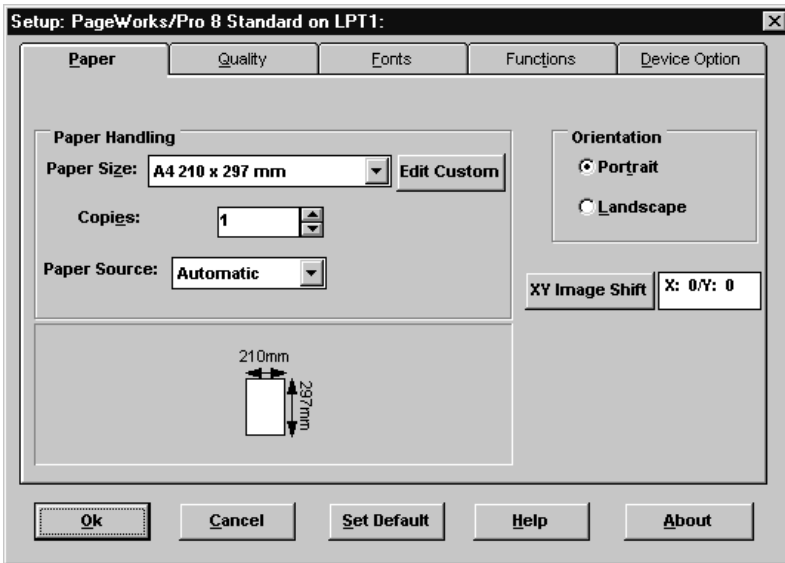 Setup: PageWorks/Pro 8 Standard on LPT1:
Paper
Quality
Fonts
Functions
Device Option
Paper Handling
Paper Size: A4 210 x 297 mm Edit Custom
Copies: 1
Paper Source: Automatic
Orientation
Portrait
Landscape
XY Image Shift X: 0/Y: 0
210mm
297mm
Ok
Cancel
Set Default
Help
About